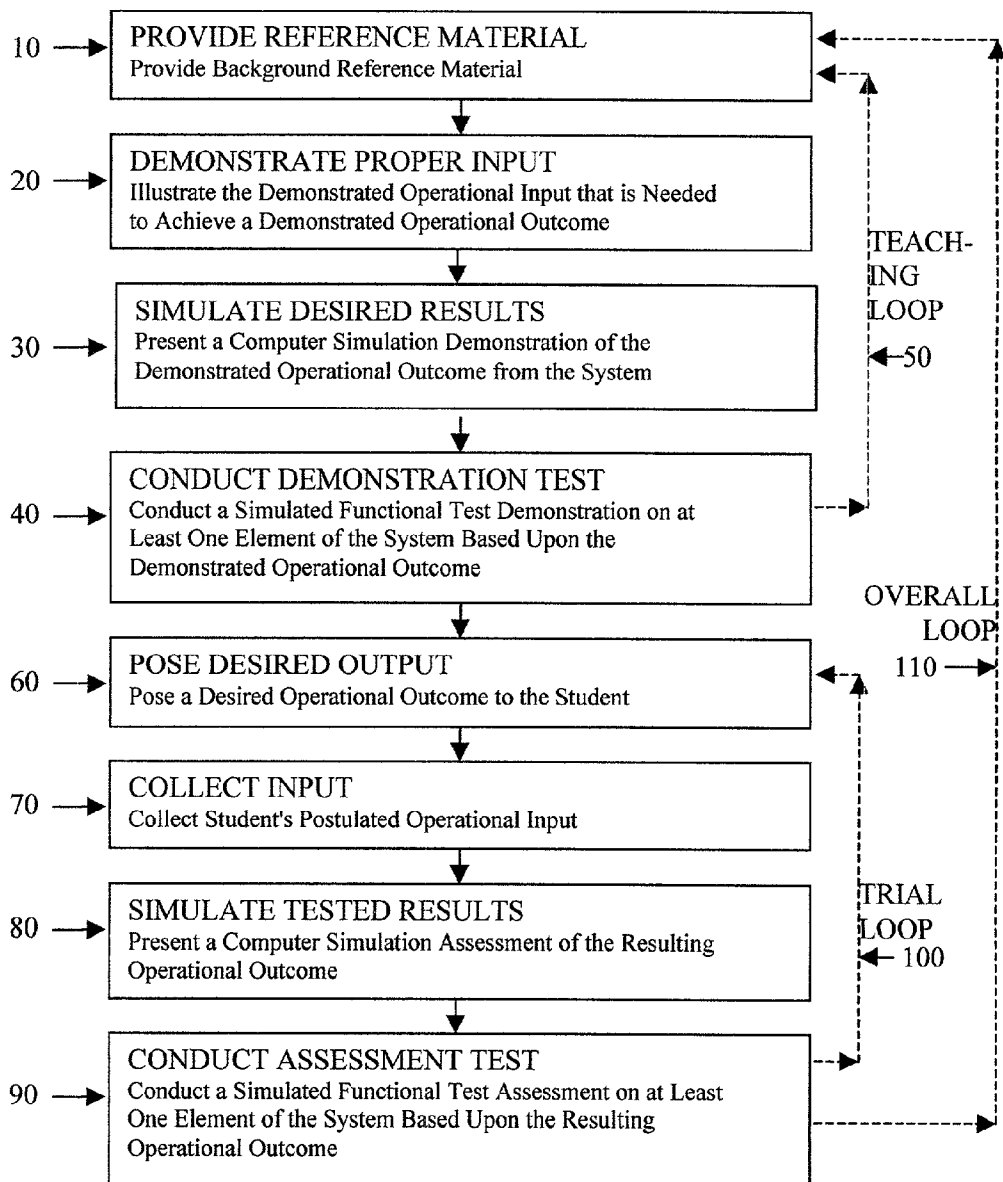 10
PROVIDE REFERENCE MATERIAL
Provide Background Reference Material
20
DEMONSTRATE PROPER INPUT
Illustrate the Demonstrated Operational Input that is Needed
to Achieve a Demonstrated Operational Outcome
30
SIMULATE DESIRED RESULTS
Present a Computer Simulation Demonstration of the
Demonstrated Operational Outcome from the System
TEACH-
ING
LOOP
50
40
CONDUCT DEMONSTRATION TEST
Conduct a Simulated Functional Test Demonstration on at
Least One Element of the System Based Upon the
Demonstrated Operational Outcome
OVERALL
LOOP
110
60
POSE DESIRED OUTPUT
Pose a Desired Operational Outcome to the Student
70
COLLECT INPUT
Collect Student's Postulated Operational Input
80
SIMULATE TESTED RESULTS
Present a Computer Simulation Assessment of the Resulting
Operational Outcome
TRIAL
LOOP
100
90
CONDUCT ASSESSMENT TEST
Conduct a Simulated Functional Test Assessment on at Least
One Element of the System Based Upon the Resulting
Operational Outcome